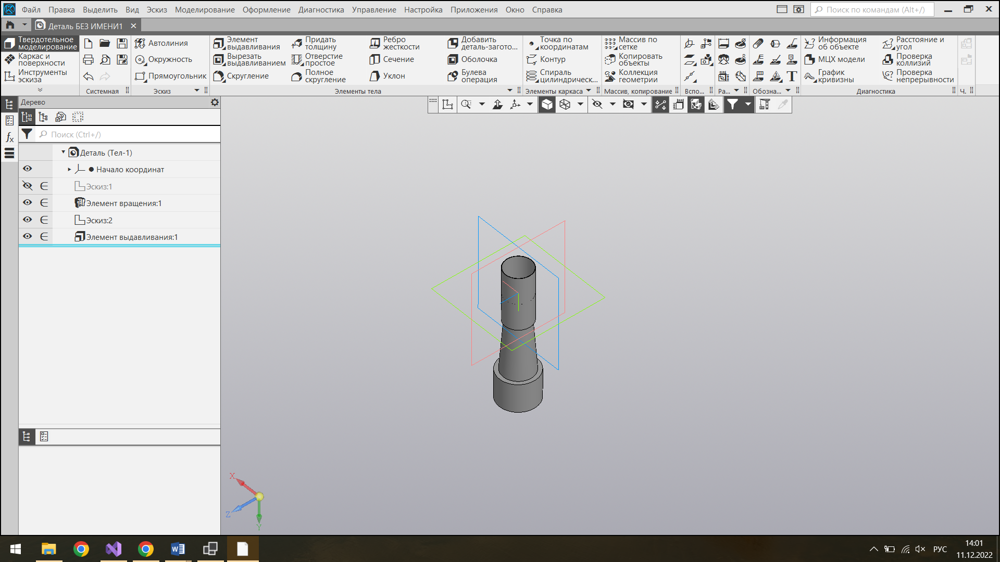 Файл Правка Выделить Вид Эскиз Моделирование Оформление Диагностика Управление Настройка Приложения Окно Справка Поиск по командам (Alt+/)
Деталь БЕЗ ИМЕНИ1
Твердотельное моделирование
Каркас и поверхности
Инструменты эскиза
Системная
Автолиния
Окружность
Прямоугольник
Эскиз
Элемент выдавливания
Вырезать выдавливанием
Скругление
Придать толщину
Отверстие простое
Полное скругление
Ребро жесткости
Сечение
Уклон
Добавить деталь-загото...
Оболочка
Булева операция
Элементы тела
Точка по координатам
Контур
Спираль цилиндрическ...
Элементы каркаса
Массив по сетке
Копировать объекты
Коллекция геометрии
Массив, копирование
Вспо...
Ра...
Обозна...
Информация об объекте
МЦХ модели
График кривизны
Расстояние и угол
Проверка коллизий
Проверка непрерывности
Диагностика
Ч.
Дерево
Поиск (Ctrl+/)
Деталь (Тел-1)
Начало координат
Эскиз:1
Элемент вращения:1
Эскиз:2
Элемент выдавливания:1
X
Z
Y
РУС
14:01
11.12.2022